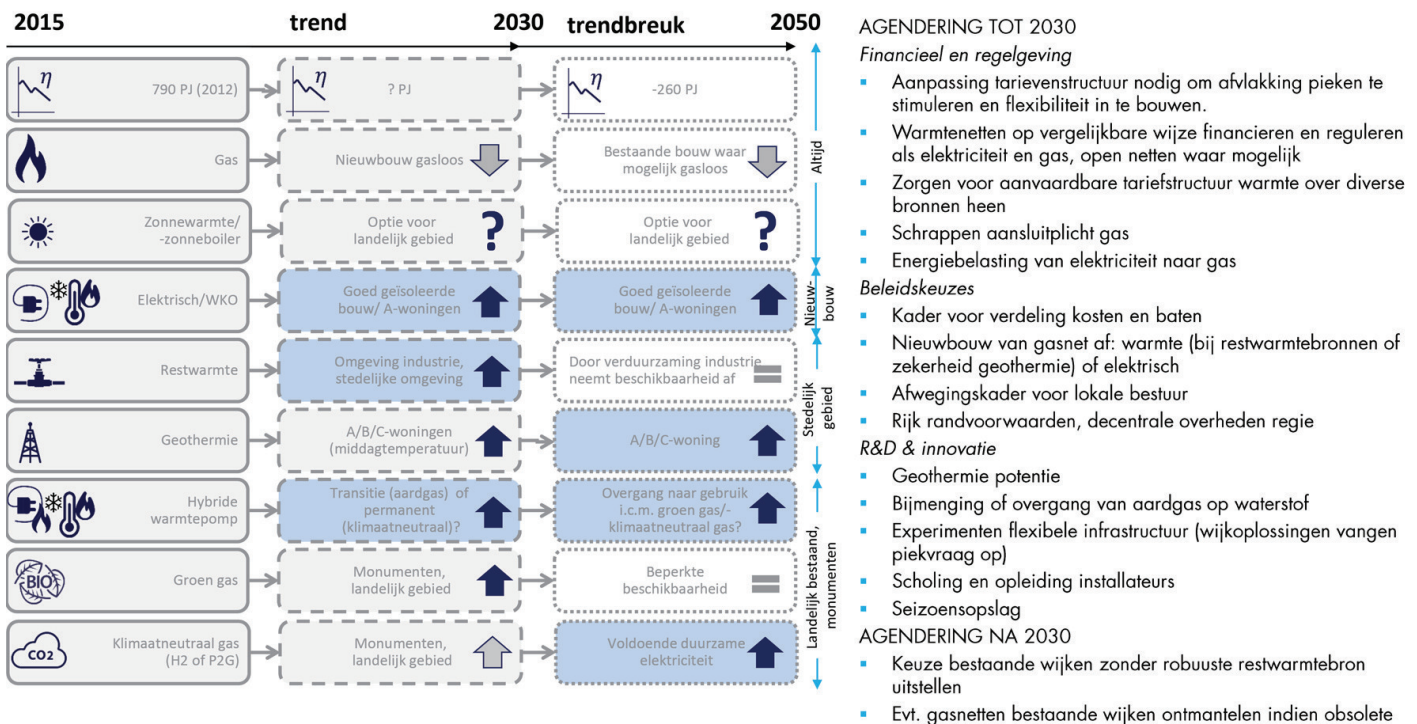 2015 trend 2030 trendbreuk 2050
η 790 PJ (2012)
η ? PJ
η -260 PJ
Gas
Nieuwbouw gasloos
Bestaande bouw waar
mogelijk gasloos
Zonnewarmte/
-zonneboiler
Optie voor
landelijk gebied ?
Optie voor
landelijk gebied ?
Altijd
Elektrisch/WKO
Goed geïsoleerde
bouw/ A-woningen
Goed geïsoleerde
bouw/ A-woningen
Nieuw-
bouw
Restwarmte
Omgeving industrie,
stedelijke omgeving
Door verduurzaming industrie
neemt beschikbaarheid af
Geothermie
A/B/C-woningen
(middagtemperatuur)
A/B/C-woning
Stedelijk
gebied
Hybride
warmtepomp
Transitie (aardgas) of
permanent
(klimaatneutraal)?
Overgang naar gebruik
i.c.m. groen gas/-
klimaatneutraal gas?
BIO
Groen gas
Monumenten,
landelijk gebied
Beperkte
beschikbaarheid
CO2
Klimaatneutraal gas
(H2 of P2G)
Monumenten,
landelijk gebied
Voldoende duurzame
elektriciteit
Landelijk bestaand,
monumenten
AGENDERING TOT 2030
Financieel en regelgeving
▪ Aanpassing tarievenstructuur nodig om afvlakking pieken te
stimuleren en flexibiliteit in te bouwen.
▪ Warmtenetten op vergelijkbare wijze financieren en reguleren
als elektriciteit en gas, open netten waar mogelijk
▪ Zorgen voor aanvaardbare tariefstructuur warmte over diverse
bronnen heen
▪ Schrappen aansluitplicht gas
▪ Energiebelasting van elektriciteit naar gas
Beleidskeuzes
▪ Kader voor verdeling kosten en baten
▪ Nieuwbouw van gasnet af: warmte (bij restwarmtebronnen of
zekerheid geothermie) of elektrisch
▪ Afwegingskader voor lokale bestuur
▪ Rijk randvoorwaarden, decentrale overheden regie
R&D & innovatie
▪ Geothermie potentie
▪ Bijmenging of overgang van aardgas op waterstof
▪ Experimenten flexibele infrastructuur (wijkoplossingen vangen
piekvraag op)
▪ Scholing en opleiding installateurs
▪ Seizoensopslag
AGENDERING NA 2030
▪ Keuze bestaande wijken zonder robuuste restwarmtebron
uitstellen
▪ Evt. gasnetten bestaande wijken ontmantelen indien obsolete